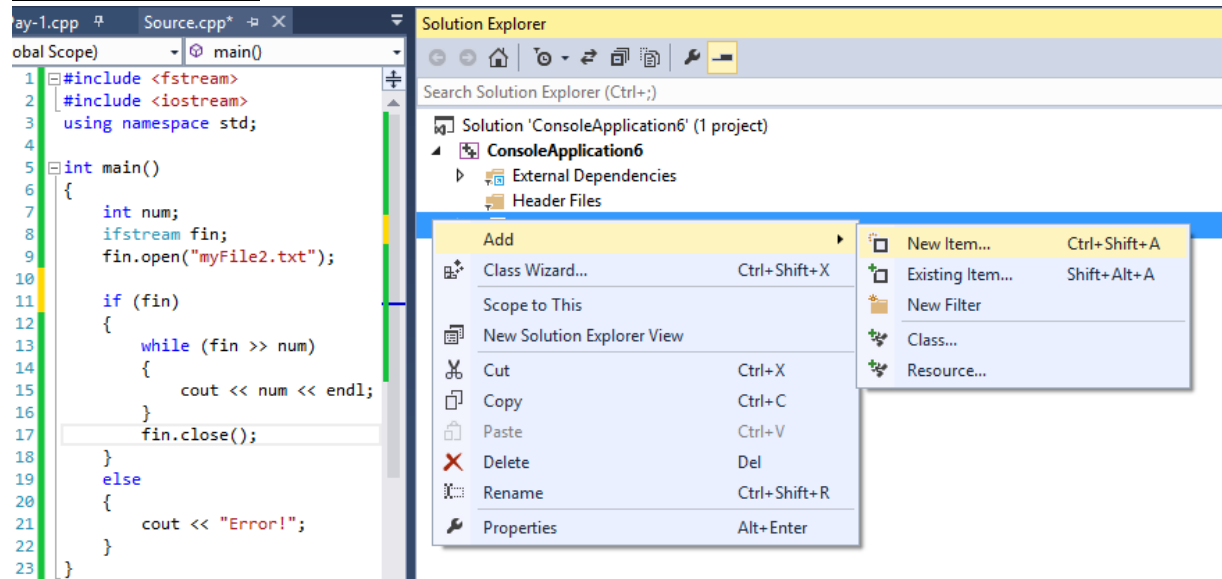 ay-1.cpp Source.cpp*
obal Scope) main()
1 #include <fstream>
2 #include <iostream>
3 using namespace std;
4
5 int main()
6 {
7 int num;
8 ifstream fin;
9 fin.open("myFile2.txt");
10
11 if (fin)
12 {
13 while (fin >> num)
14 {
15 cout << num << endl;
16 }
17 fin.close();
18 }
19 else
20 {
21 cout << "Error!";
22 }
23 }
Solution Explorer
Search Solution Explorer (Ctrl+;)
Solution 'ConsoleApplication6' (1 project)
ConsoleApplication6
External Dependencies
Header Files
Add
Class Wizard... Ctrl+Shift+X
Scope to This
New Solution Explorer View
Cut Ctrl+X
Copy Ctrl+C
Paste Ctrl+V
Delete Del
Rename Ctrl+Shift+R
Properties Alt+Enter
New Item... Ctrl+Shift+A
Existing Item... Shift+Alt+A
New Filter
Class...
Resource...